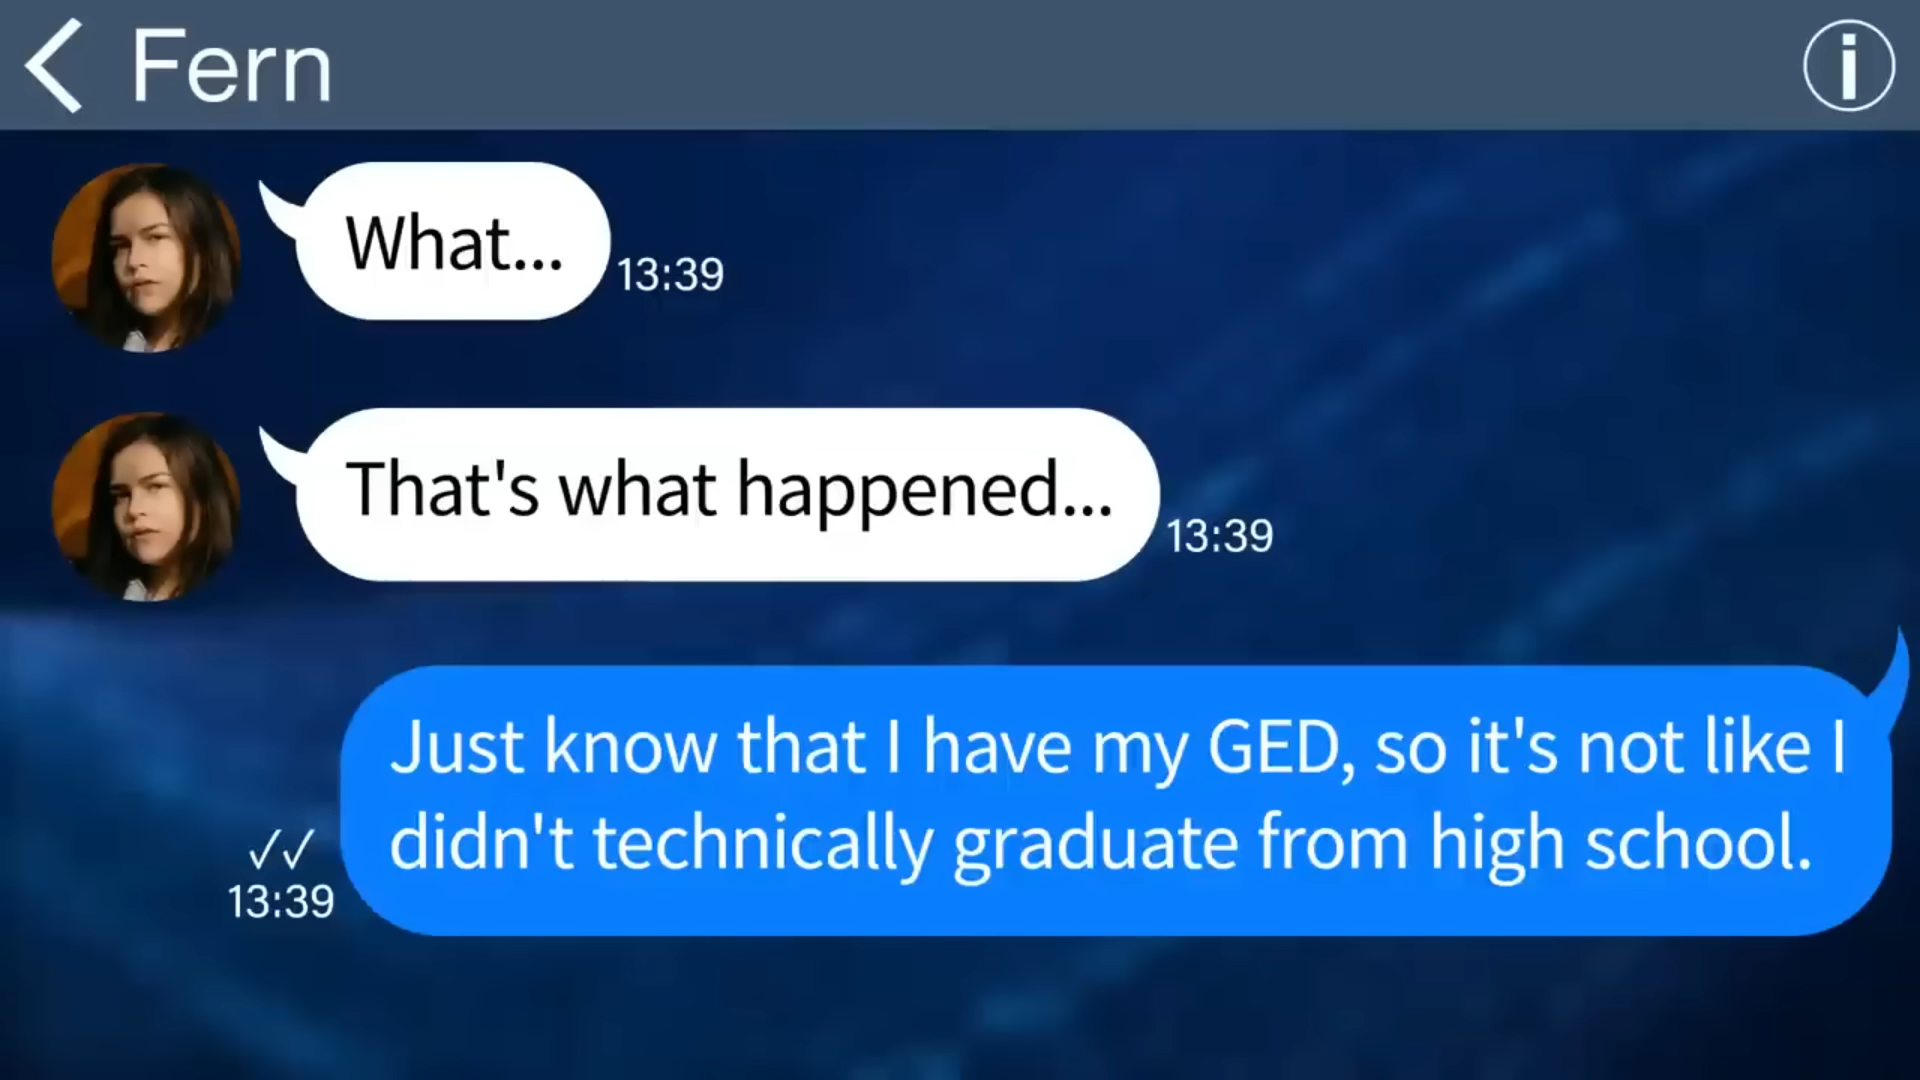 Fern
What...
13:39
That's what happened...
13:39
Just know that I have my GED, so it's not like I
didn't technically graduate from high school.
13:39